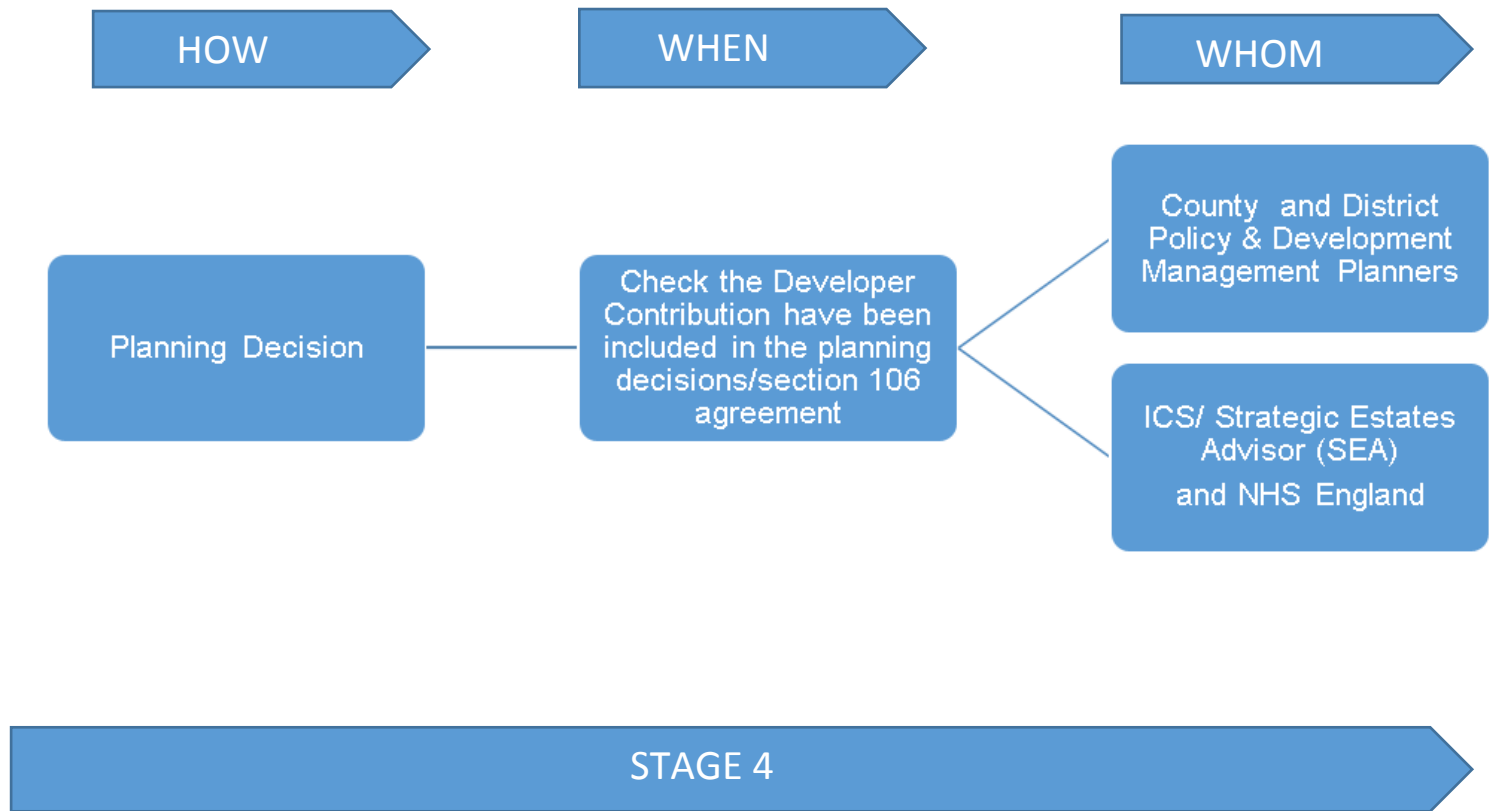 HOW
WHEN
WHOM
Planning Decision
Check the Developer
Contribution have been
included in the planning
decisions/section 106
agreement
County and District
Policy & Development
Management Planners
ICS/ Strategic Estates
Advisor (SEA)
and NHS England
STAGE 4